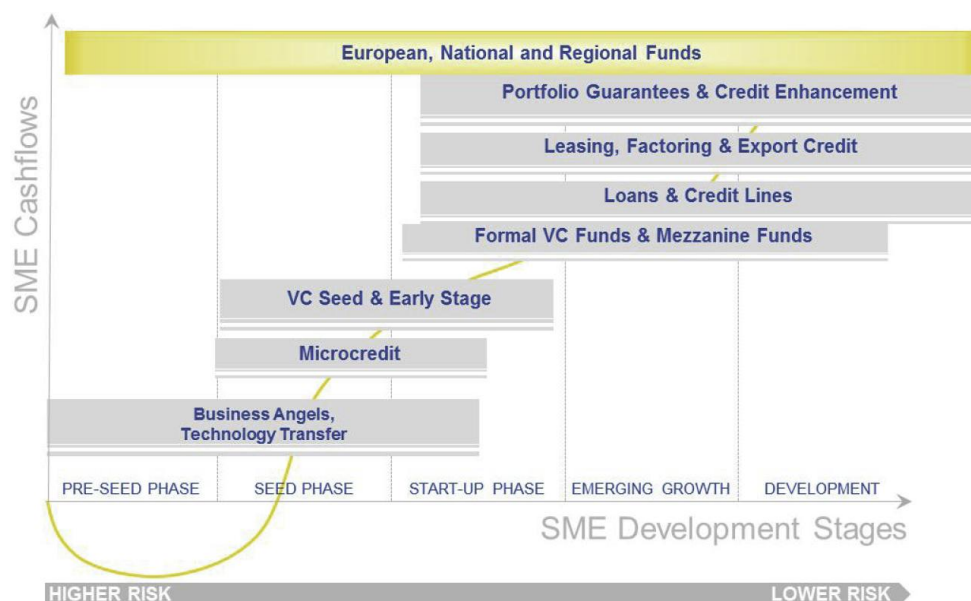 SME Cashflows
European, National and Regional Funds
Portfolio Guarantees & Credit Enhancement
Leasing, Factoring & Export Credit
Loans & Credit Lines
Formal VC Funds & Mezzanine Funds
VC Seed & Early Stage
Microcredit
Business Angels,
Technology Transfer
PRE-SEED PHASE
SEED PHASE
START-UP PHASE
EMERGING GROWTH
DEVELOPMENT
SME Development Stages
HIGHER RISK
LOWER RISK